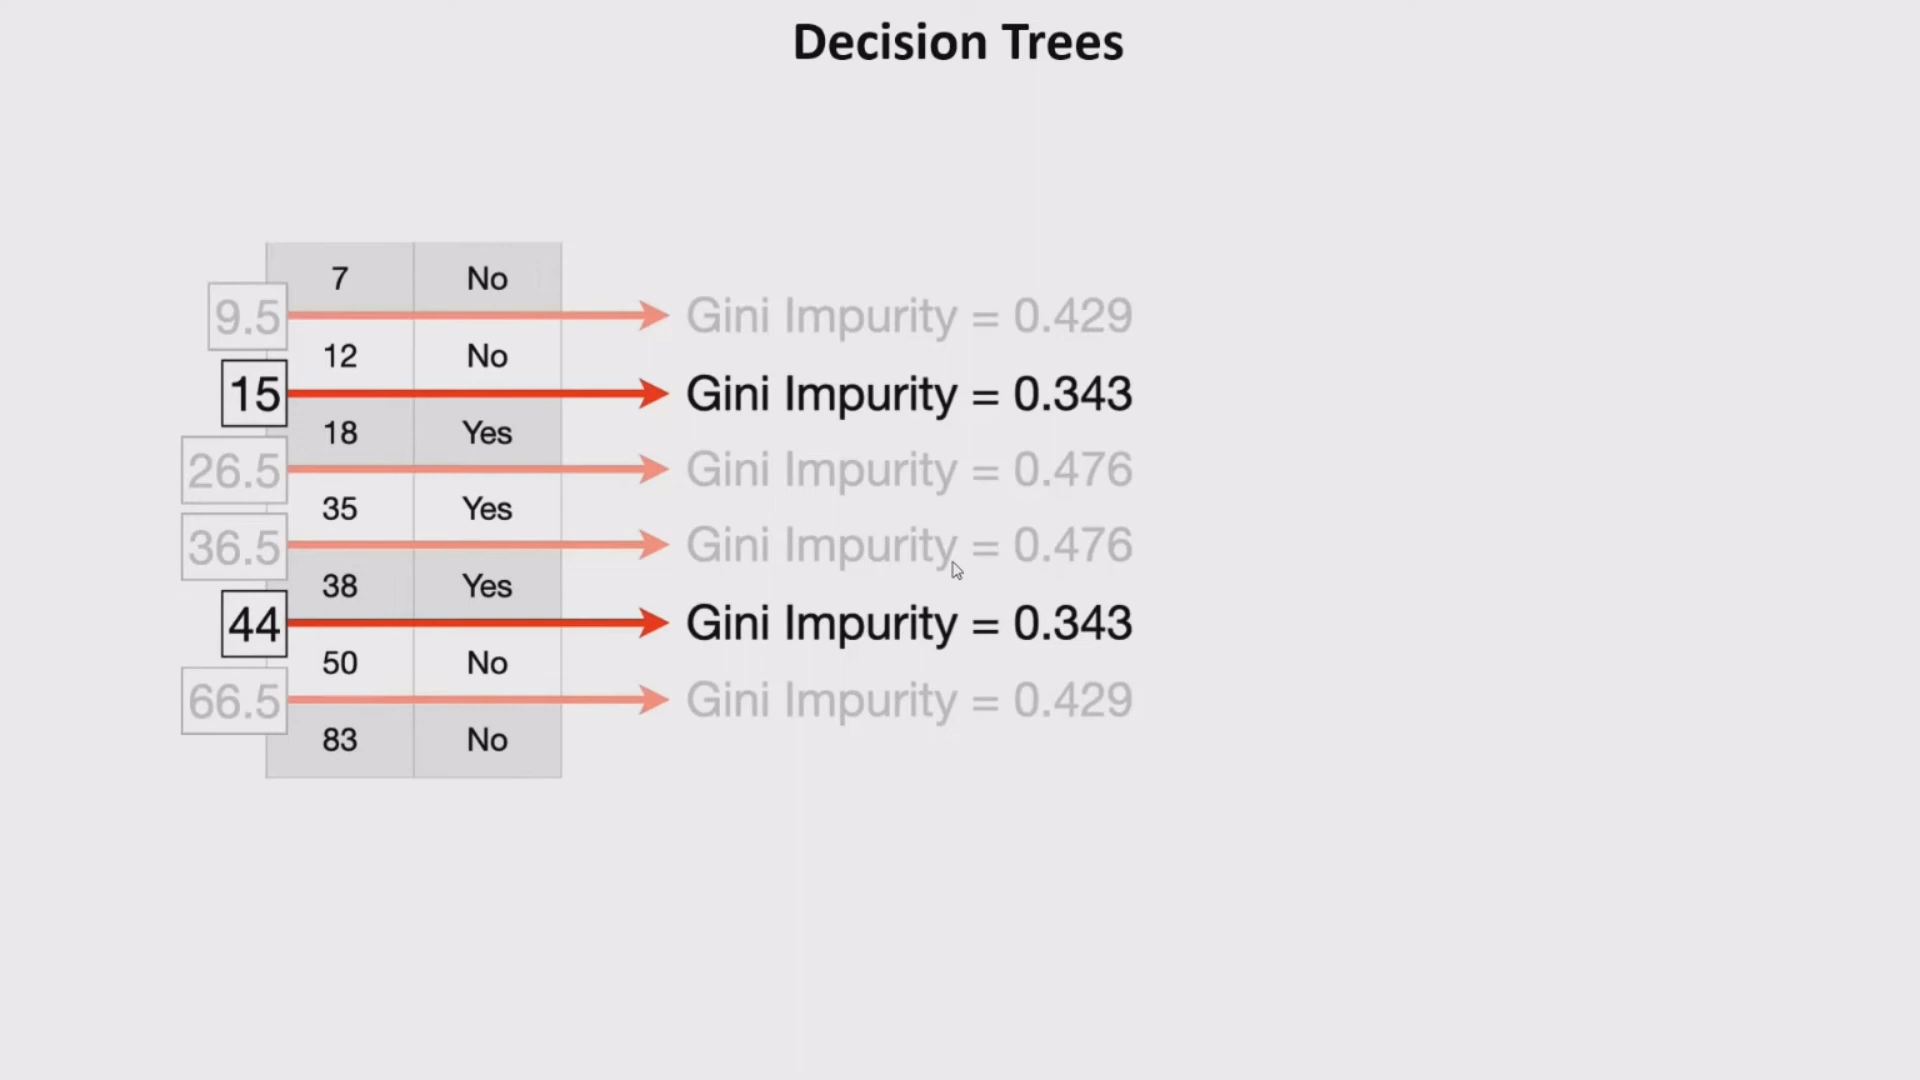 Decision Trees
7 No
9.5 Gini Impurity = 0.429
12 No
15 Gini Impurity = 0.343
18 Yes
26.5 Gini Impurity = 0.476
35 Yes
36.5 Gini Impurity = 0.476
38 Yes
44 Gini Impurity = 0.343
50 No
66.5 Gini Impurity = 0.429
83 No